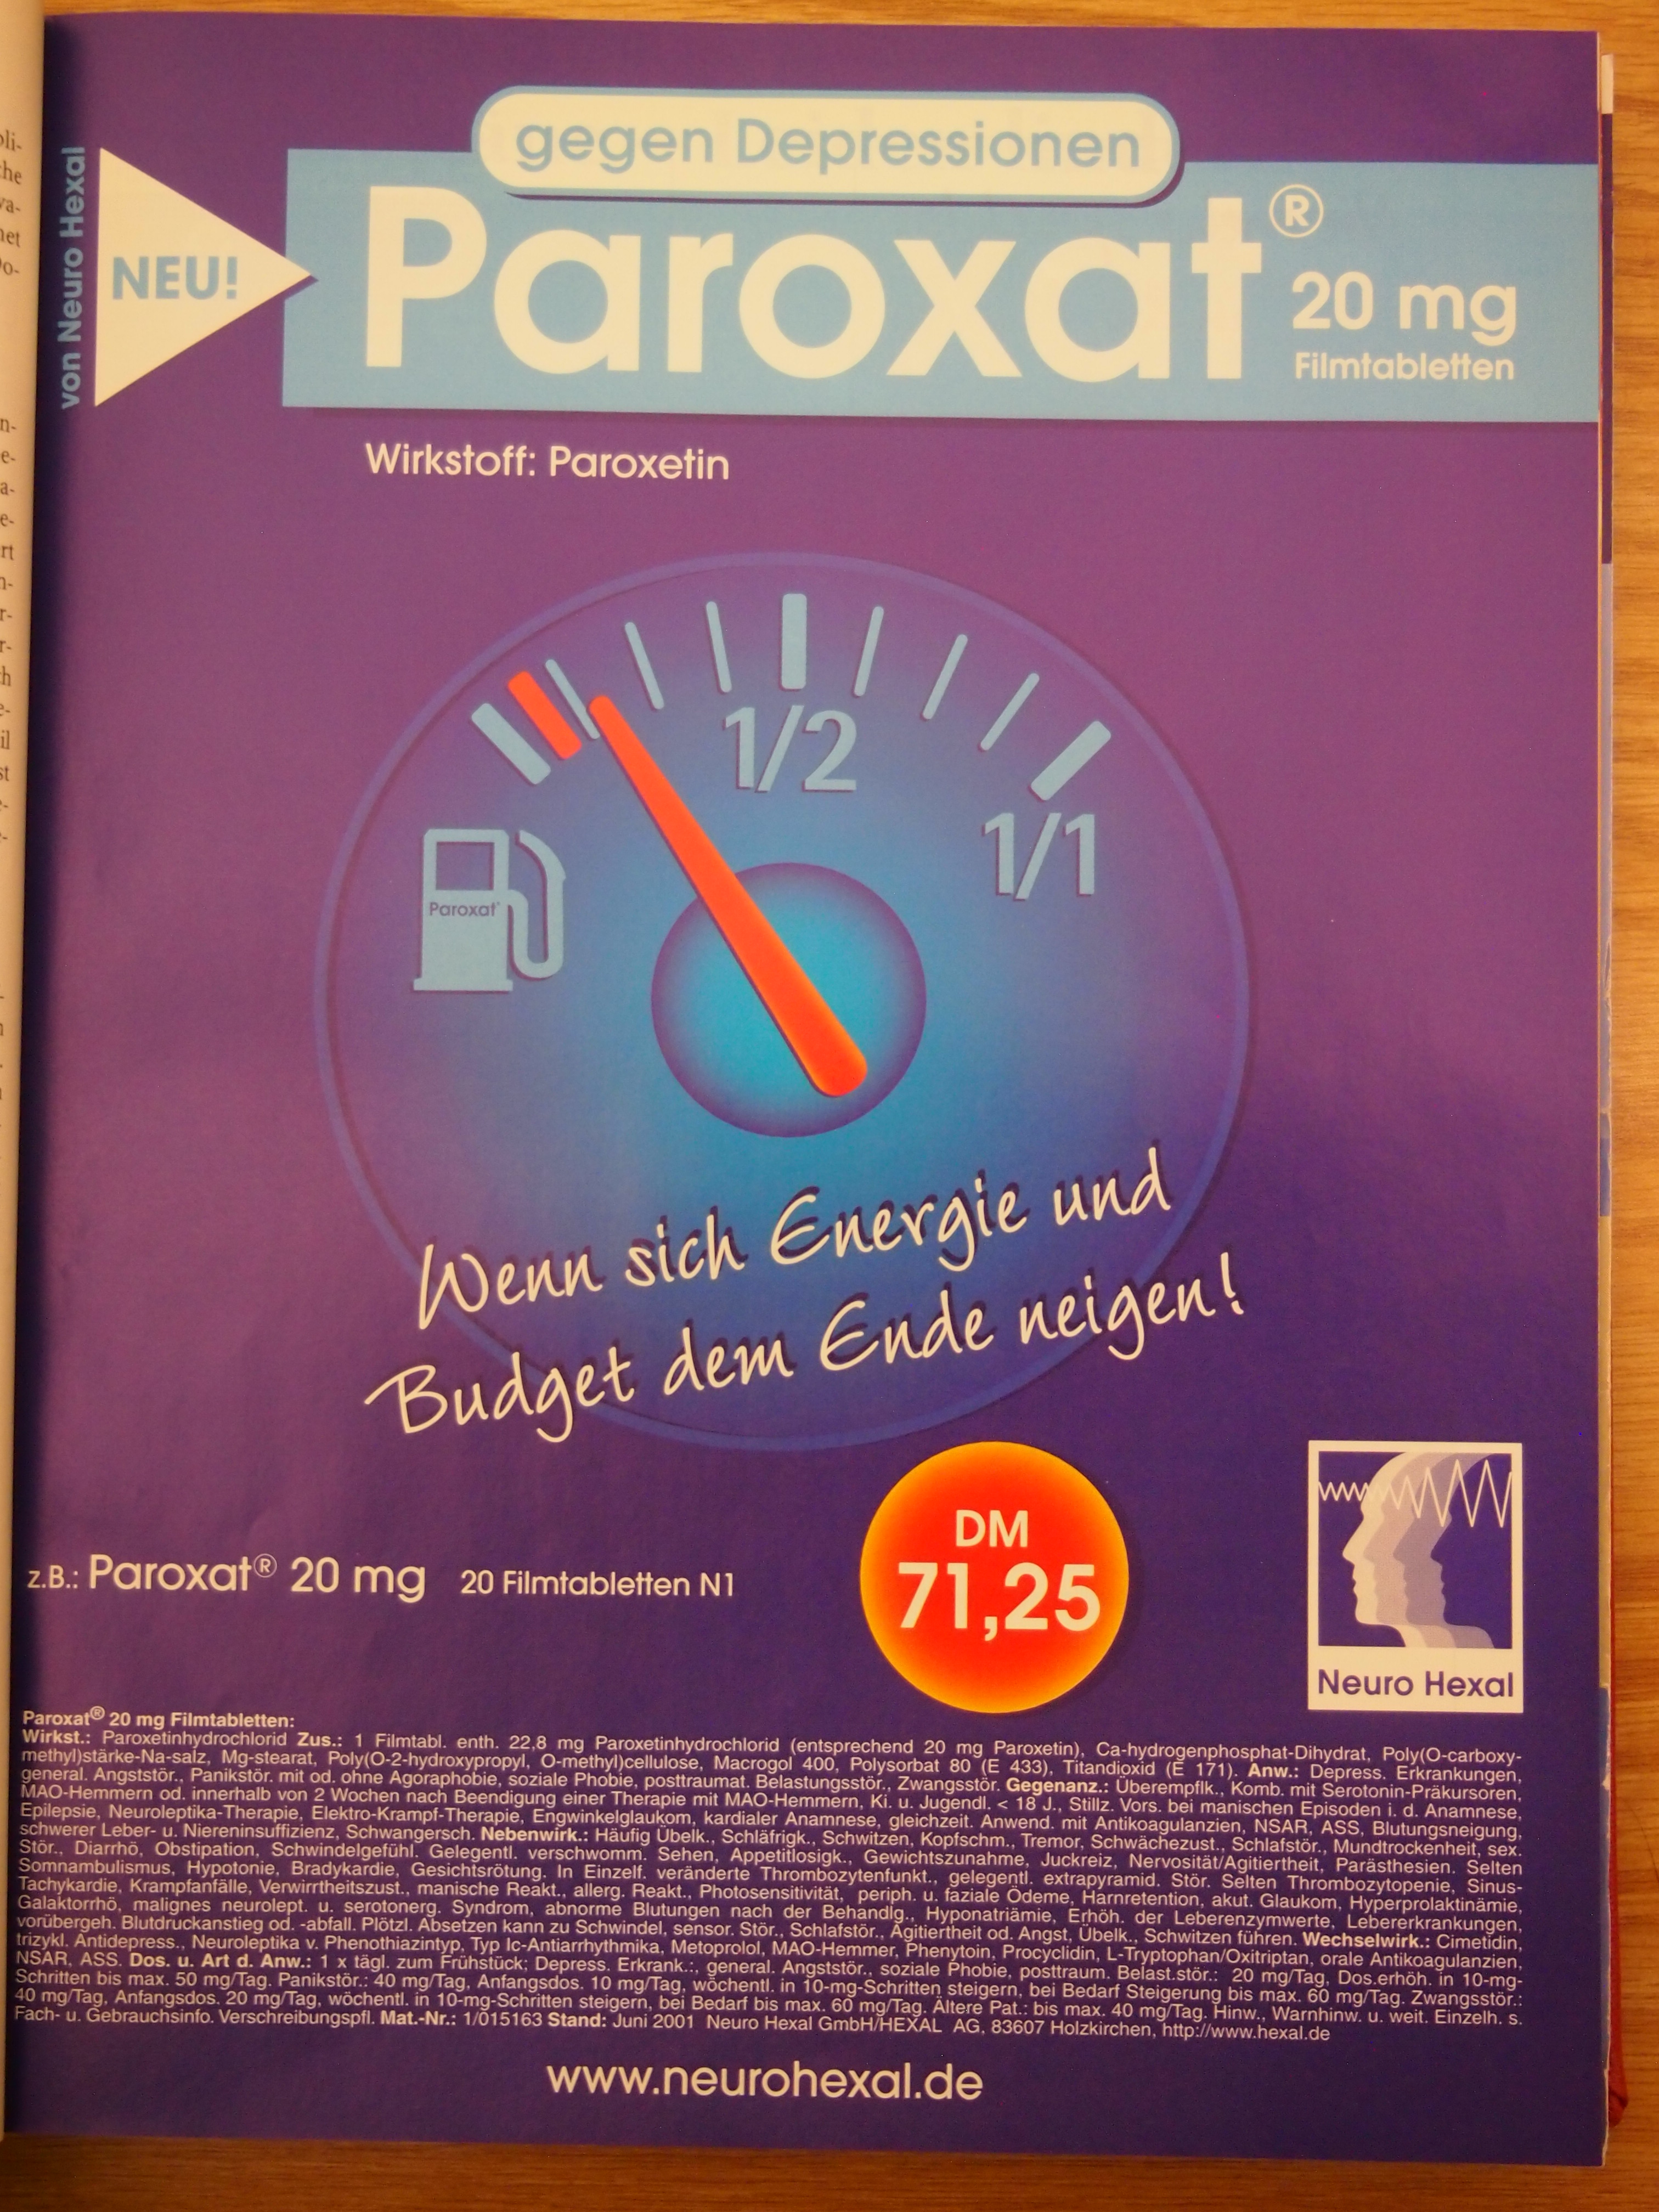 gegen Depressionen
von Neuro Hexal
NEU!
Paroxat®
20 mg
Filmtabletten
Wirkstoff: Paroxetin
1/2
1/1
Paroxat®
Wenn sich Energie und
Budget dem Ende neigen!
DM
71,25
z.B.: Paroxat® 20 mg 20 Filmtabletten N1
Neuro Hexal
Paroxat® 20 mg Filmtabletten:
Wirkst.: Paroxetinhydrochlorid Zus.: 1 Filmtabl. enth. 22,8 mg Paroxetinhydrochlorid (entsprechend 20 mg Paroxetin), Ca-hydrogenphosphat-Dihydrat, Poly(O-carboxy-
methyl)stärke-Na-salz, Mg-stearat, Poly(O-2-hydroxypropyl, O-methyl)cellulose, Macrogol 400, Polysorbat 80 (E 433), Titandioxid (E 171). Anw.: Depress. Erkrankungen,
general. Angststör., Panikstör. mit od. ohne Agoraphobie, soziale Phobie, posttraumat. Belastungsstör., Zwangsstör. Gegenanz.: Überempflk., Komb. mit Serotonin-Präkursoren,
MAO-Hemmern od. innerhalb von 2 Wochen nach Beendigung einer Therapie mit MAO-Hemmern, Ki. u. Jugendl. < 18 J., Stillz. Vors. bei manischen Episoden i. d. Anamnese,
Epilepsie, Neuroleptika-Therapie, Elektro-Krampf-Therapie, Engwinkelglaukom, kardialer Anamnese, gleichzeit. Anwend. mit Antikoagulanzien, NSAR, ASS, Blutungsneigung,
schwerer Leber- u. Niereninsuffizienz, Schwangersch. Nebenwirk.: Häufig Übelk., Schläfrigk., Schwitzen, Kopfschm., Tremor, Schwächezust., Schlafstör., Mundtrockenheit, sex.
Stör., Diarrhö, Obstipation, Schwindelgefühl. Gelegentl. verschwomm. Sehen, Appetitlosigk., Gewichtszunahme, Juckreiz, Nervosität/Agitiertheit, Parästhesien. Selten
Somnambulismus, Hypotonie, Bradykardie, Gesichtsrötung. In Einzelf. veränderte Thrombozytenfunkt., gelegentl. extrapyramid. Stör. Selten Thrombozytopenie, Sinus-
Tachykardie, Krampfanfälle, Verwirrtheitszust., manische Reakt., allerg. Reakt., Photosensitivität, periph. u. faziale Ödeme, Harnretention, akut. Glaukom, Hyperprolaktinämie,
Galaktorrhö, malignes neurolept. u. serotonerg. Syndrom, abnorme Blutungen nach der Behandlg., Hyponatriämie, Erhöh. der Leberenzymwerte, Lebererkrankungen,
vorübergeh. Blutdruckanstieg od. -abfall. Plötzl. Absetzen kann zu Schwindel, sensor. Stör., Schlafstör., Agitiertheit od. Angst, Übelk., Schwitzen führen. Wechselwirk.: Cimetidin,
trizykl. Antidepress., Neuroleptika v. Phenothiazintyp, Typ Ic-Antiarrhythmika, Metoprolol, MAO-Hemmer, Phenytoin, Procyclidin, L-Tryptophan/Oxitriptan, orale Antikoagulanzien,
NSAR, ASS. Dos. u. Art d. Anw.: 1 x tägl. zum Frühstück; Depress. Erkrank.:, general. Angststör., soziale Phobie, posttraum. Belast.stör.: 20 mg/Tag, Dos.erhöh. in 10-mg-
Schritten bis max. 50 mg/Tag. Panikstör.: 40 mg/Tag, Anfangsdos. 10 mg/Tag, wöchentl. in 10-mg-Schritten steigern, bei Bedarf Steigerung bis max. 60 mg/Tag. Zwangsstör.:
40 mg/Tag, Anfangsdos. 20 mg/Tag, wöchentl. in 10-mg-Schritten steigern, bei Bedarf bis max. 60 mg/Tag. Ältere Pat.: bis max. 40 mg/Tag. Hinw., Warnhinw. u. weit. Einzelh. s.
Fach- u. Gebrauchsinfo. Verschreibungspfl. Mat.-Nr.: 1/015163 Stand: Juni 2001 Neuro Hexal GmbH/HEXAL AG, 83607 Holzkirchen, http://www.hexal.de
www.neurohexal.de